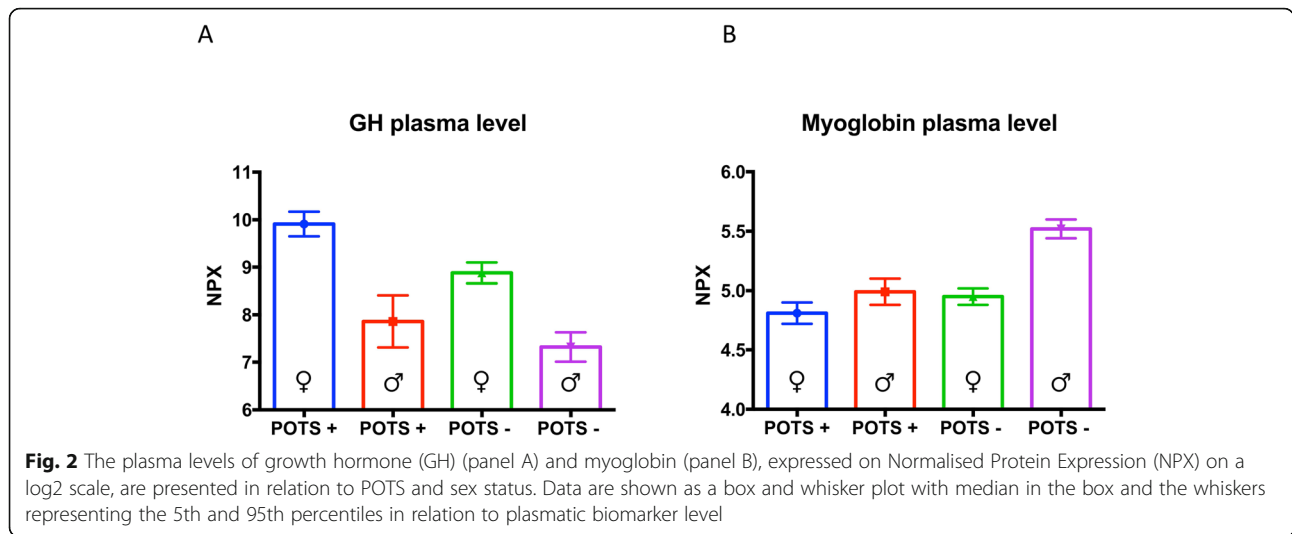 A
B
GH plasma level
Myoglobin plasma level
11
10
9
8
7
6
NPX
♀
♂
♀
♂
POTS +
POTS +
POTS -
POTS -
6.0
5.5
5.0
4.5
4.0
NPX
♀
♂
♀
♂
POTS +
POTS +
POTS -
POTS -
Fig. 2 The plasma levels of growth hormone (GH) (panel A) and myoglobin (panel B), expressed on Normalised Protein Expression (NPX) on a
log2 scale, are presented in relation to POTS and sex status. Data are shown as a box and whisker plot with median in the box and the whiskers
representing the 5th and 95th percentiles in relation to plasmatic biomarker level